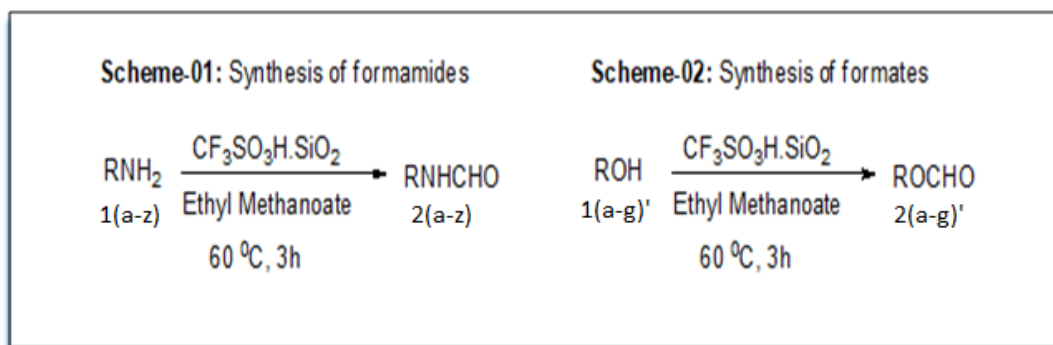 Scheme-01: Synthesis of formamides
RNH₂ CF₃SO₃H.SiO₂ RNHCHO
1(a-z) Ethyl Methanoate 2(a-z)
60 ⁰C, 3h
Scheme-02: Synthesis of formates
ROH CF₃SO₃H.SiO₂ ROCHO
1(a-g)' Ethyl Methanoate 2(a-g)'
60 ⁰C, 3h